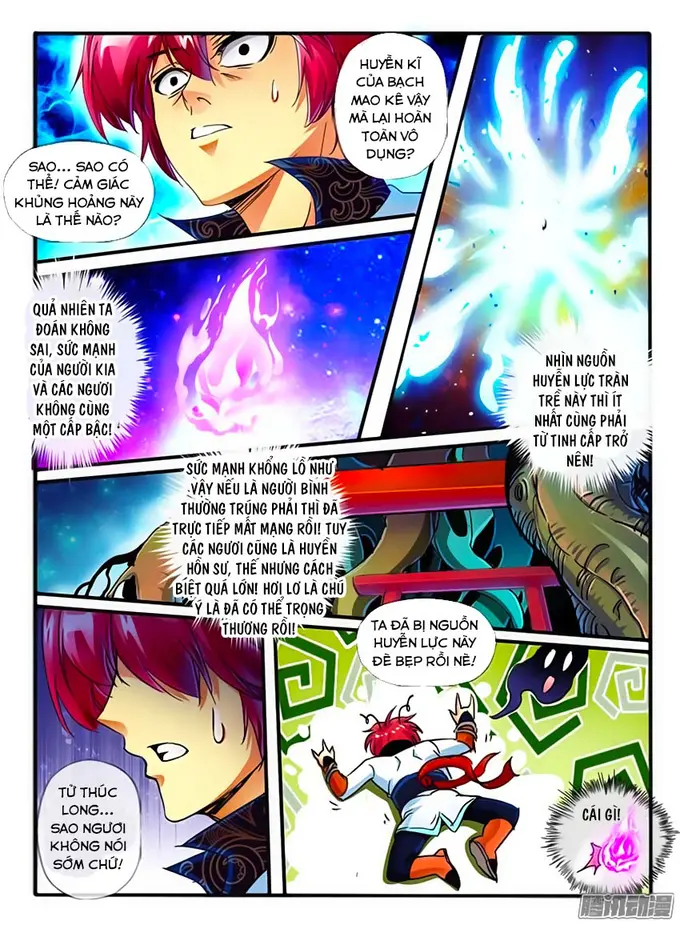 HUYỀN KĨ
CỦA BẠCH
MAO KÊ VẬY
MÀ LẠI HOÀN
TOÀN VÔ
DỤNG?
SAO... SAO CÓ
THỂ! CẢM GIÁC
KHỦNG HOẢNG NÀY
LÀ THẾ NÀO?
QUẢ NHIÊN TA
ĐOÁN KHÔNG
SAI, SỨC MẠNH
CỦA NGƯỜI KIA
VÀ CÁC NGƯƠI
KHÔNG CÙNG
MỘT CẤP BẬC!
NHÌN NGUỒN
HUYỄN LỰC TRÀN
TRỀ NÀY THÌ ÍT
NHẤT CÙNG PHẢI
TỪ TINH CẤP TRỞ
NÊN!
SỨC MẠNH KHỔNG LỒ NHƯ
VẬY NẾU LÀ NGƯỜI BÌNH
THƯỜNG TRÚNG PHẢI THÌ ĐÃ
TRỰC TIẾP MẤT MẠNG RỒI! TUY
CÁC NGƯƠI CŨNG LÀ HUYỀN
HỒN SƯ, THẾ NHƯNG CÁCH
BIỆT QUÁ LỚN! HƠI LƠ LÀ CHÚ
Ý LÀ ĐÃ CÓ THỂ TRỌNG
THƯƠNG RỒI!
TA ĐÃ BỊ NGUỒN
HUYỀN LỰC NÀY
ĐÈ BẸP RỒI NÈ!
TỬ THÚC
LONG...
SAO NGƯƠI
KHÔNG NÓI
SỚM CHỨ!
CÁI GÌ!
腾讯动漫